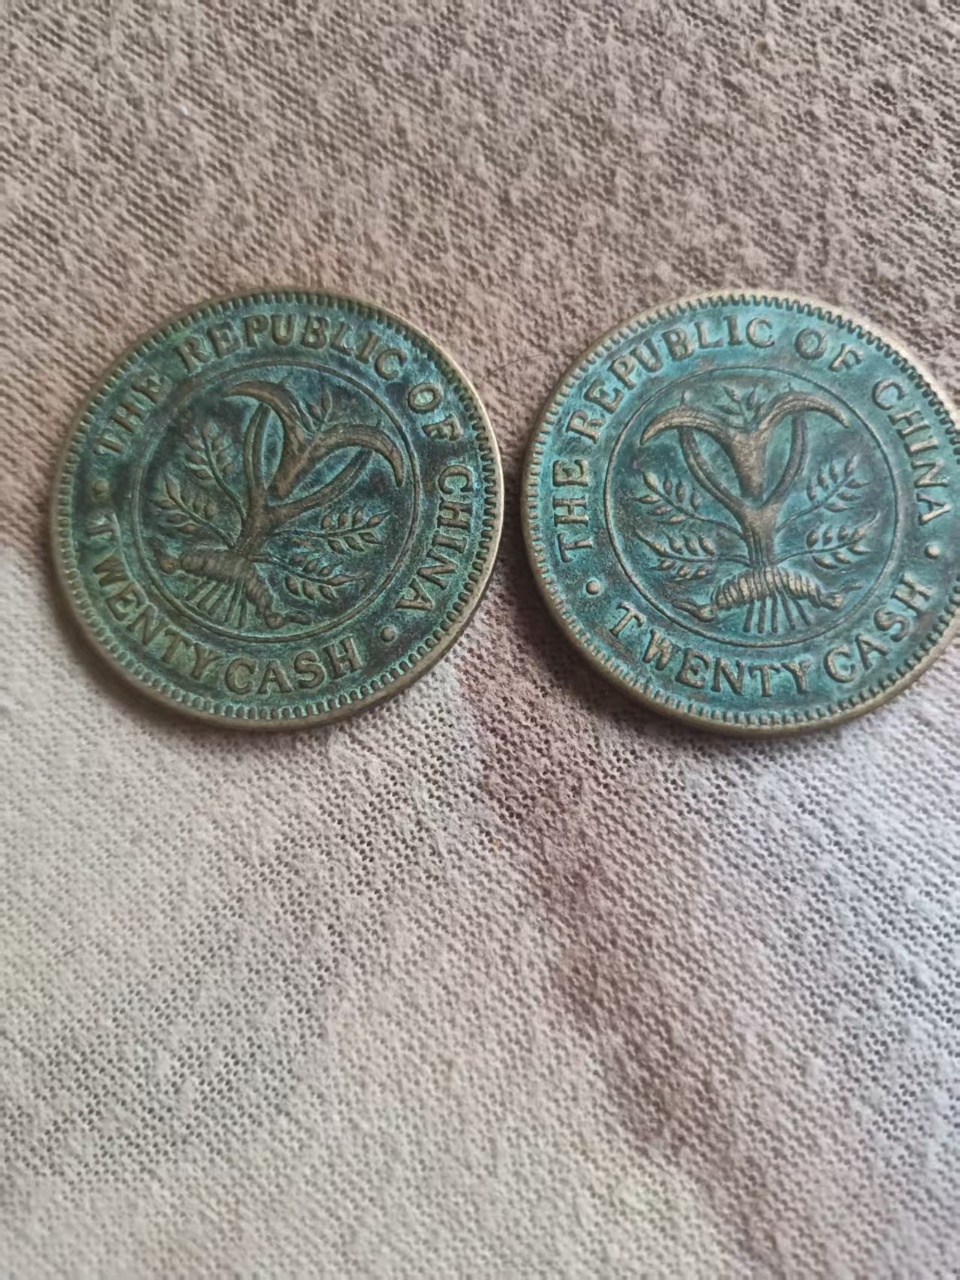 THE REPUBLIC OF CHINA
TWENTY CASH
THE REPUBLIC OF CHINA
TWENTY CASH